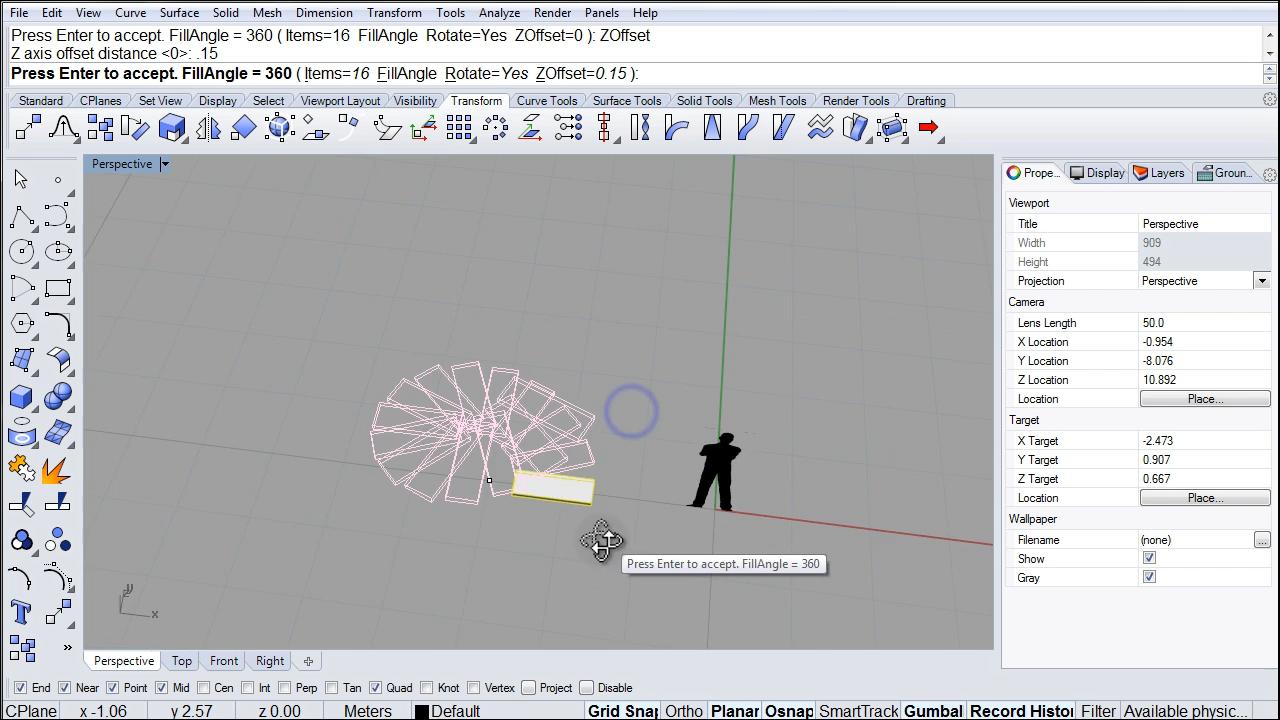 File Edit View Curve Surface Solid Mesh Dimension Transform Tools Analyze Render Panels Help
Press Enter to accept. FillAngle = 360 ( Items=16 FillAngle Rotate=Yes ZOffset=0 ): ZOffset
Z axis offset distance <0>: .15
Press Enter to accept. FillAngle = 360 ( Items=16 FillAngle Rotate=Yes ZOffset=0.15 ):
Standard CPlanes Set View Display Select Viewport Layout Visibility Transform Curve Tools Surface Tools Solid Tools Mesh Tools Render Tools Drafting
Perspective
Prope... Display Layers Groun...
Viewport
Title Perspective
Width 909
Height 494
Projection Perspective
Camera
Lens Length 50.0
X Location -0.954
Y Location -8.076
Z Location 10.892
Location Place...
Target
X Target -2.473
Y Target 0.907
Z Target 0.667
Location Place...
Wallpaper
Filename (none) ...
Show
Gray
Press Enter to accept. FillAngle = 360
y
x
Perspective Top Front Right
End Near Point Mid Cen Int Perp Tan Quad Knot Vertex Project Disable
CPlane x -1.06 y 2.57 z 0.00 Meters Default Grid Snap Ortho Planar Osnap SmartTrack Gumball Record History Filter Available physic...